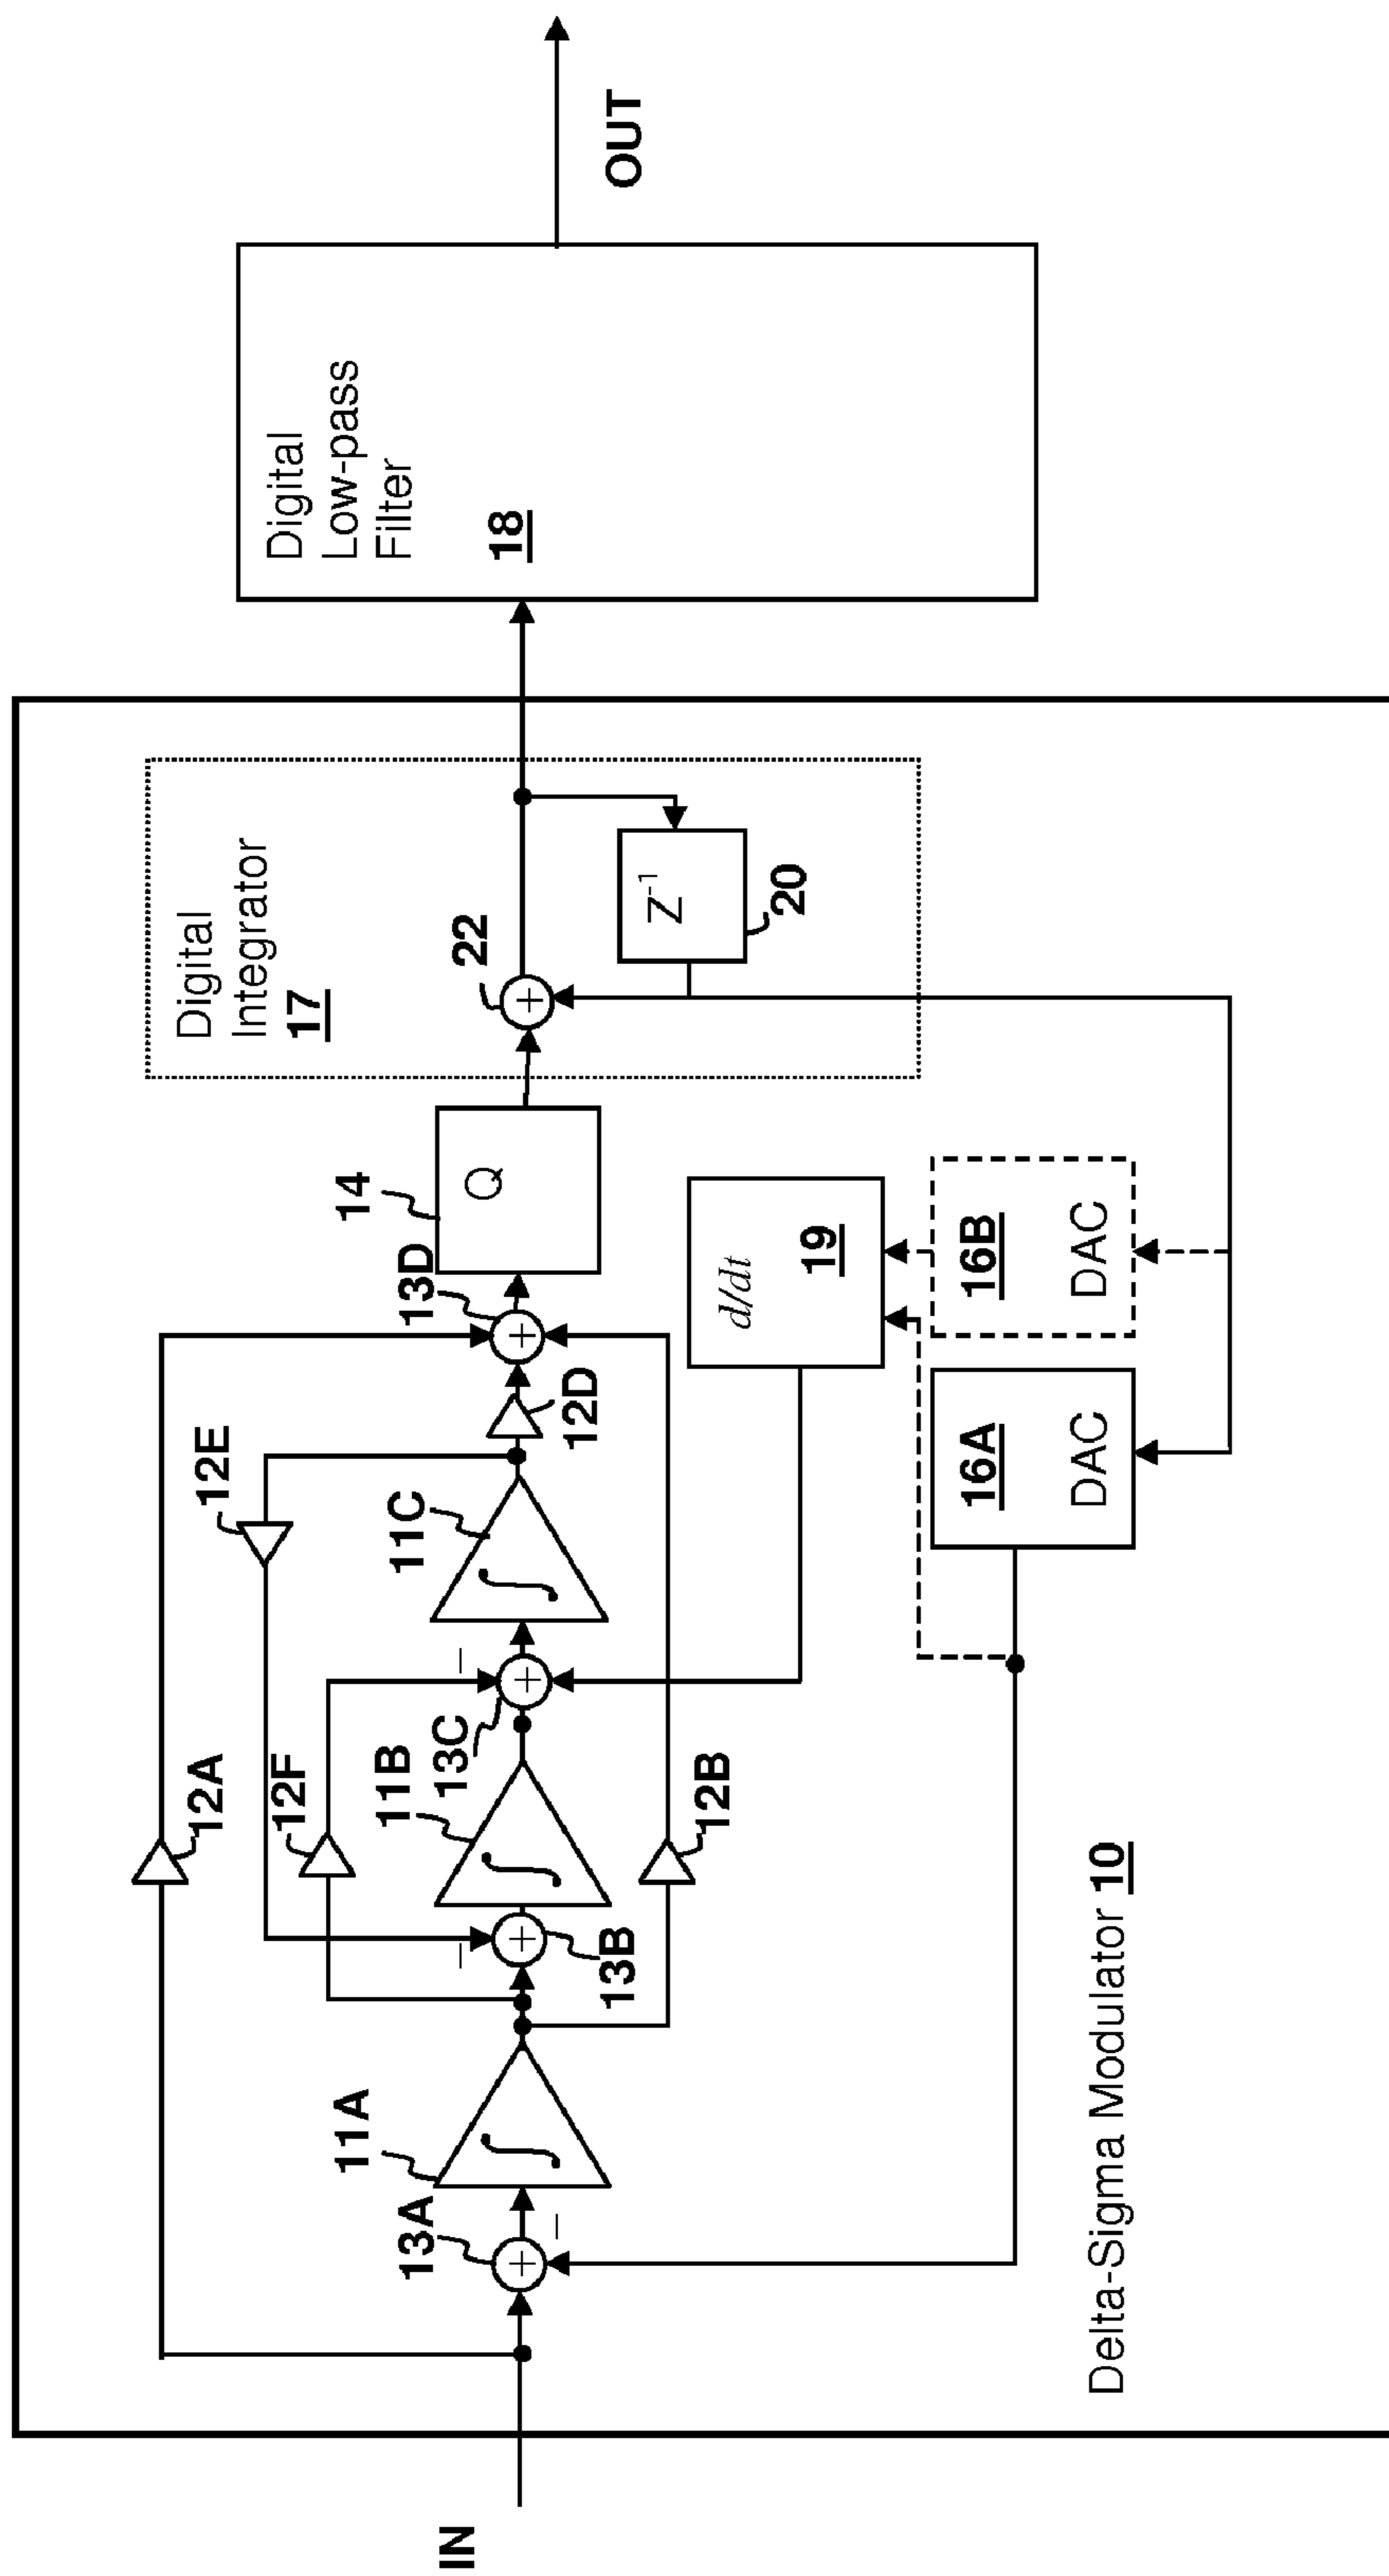 IN
13A
11A
12A
12F
13B
11B
12B
13C
11C
12E
12D
13D
14
Q
Digital
Integrator
17
22
Z⁻¹
20
Digital
Low-pass
Filter
18
OUT
d/dt
19
16A
DAC
16B
DAC
Delta-Sigma Modulator 10
+
−
+
−
+
−
+
+
∫
∫
∫